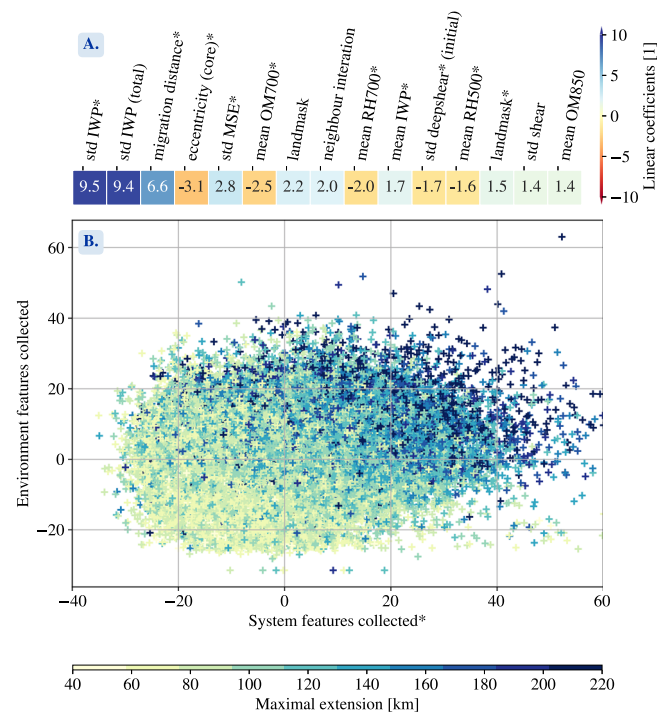 A.
std IWP*
std IWP (total)
migration distance*
eccentricity (core)*
std MSE*
mean OM700*
landmask
neighbour interation
mean RH700*
mean IWP*
std deepshear* (initial)
mean RH500*
landmask*
std shear
mean OM850
9.5 9.4 6.6 -3.1 2.8 -2.5 2.2 2.0 -2.0 1.7 -1.7 -1.6 1.5 1.4 1.4
10
5
0
−5
−10
Linear coefficients [1]
B.
60
40
20
0
−20
Environment features collected
−40 −20 0 20 40 60
System features collected*
40 60 80 100 120 140 160 180 200 220
Maximal extension [km]